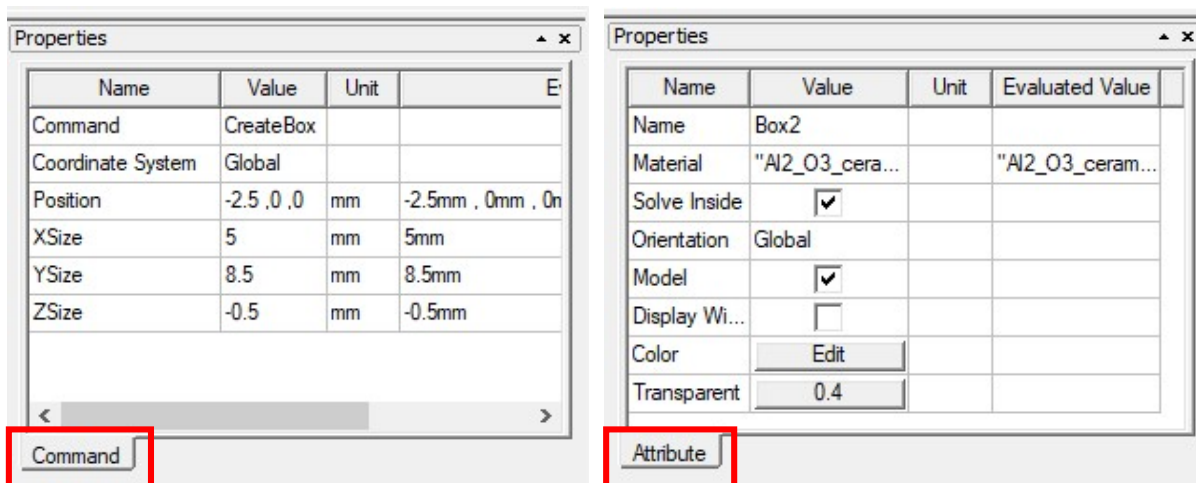 Properties
Name Value Unit E
Command CreateBox
Coordinate System Global
Position -2.5 ,0 ,0 mm -2.5mm , 0mm , 0n
XSize 5 mm 5mm
YSize 8.5 mm 8.5mm
ZSize -0.5 mm -0.5mm
Command
Properties
Name Value Unit Evaluated Value
Name Box2
Material "Al2_O3_cera... "Al2_O3_ceram...
Solve Inside
Orientation Global
Model
Display Wi...
Color Edit
Transparent 0.4
Attribute